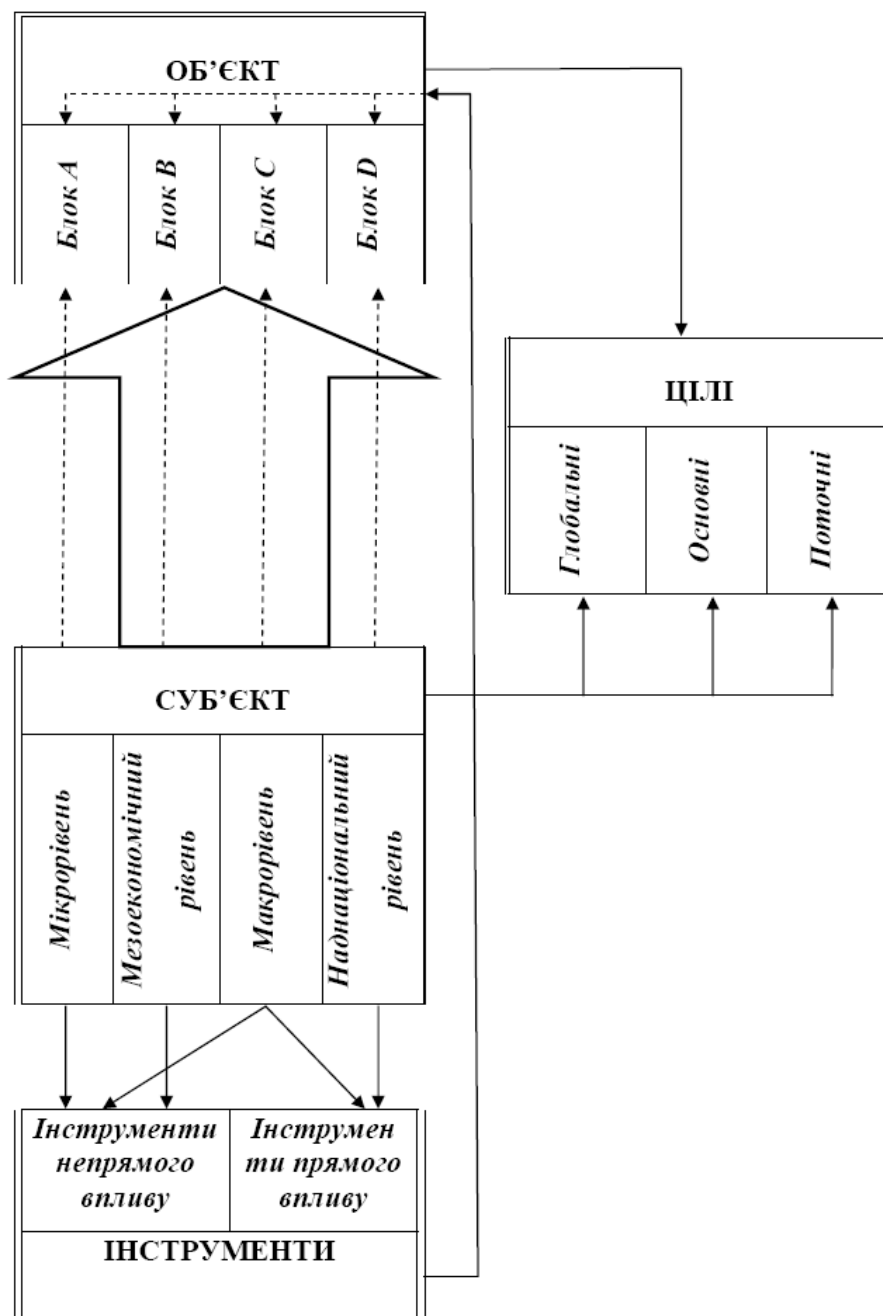 ОБ’ЄКТ
Блок A
Блок B
Блок C
Блок D
ЦІЛІ
Глобальні
Основні
Поточні
СУБ’ЄКТ
Мікрорівень
Мезоекономічний
рівень
Макрорівень
Наднаціональний
рівень
Інструменти
непрямого
впливу
Інструмен
ти прямого
впливу
ІНСТРУМЕНТИ